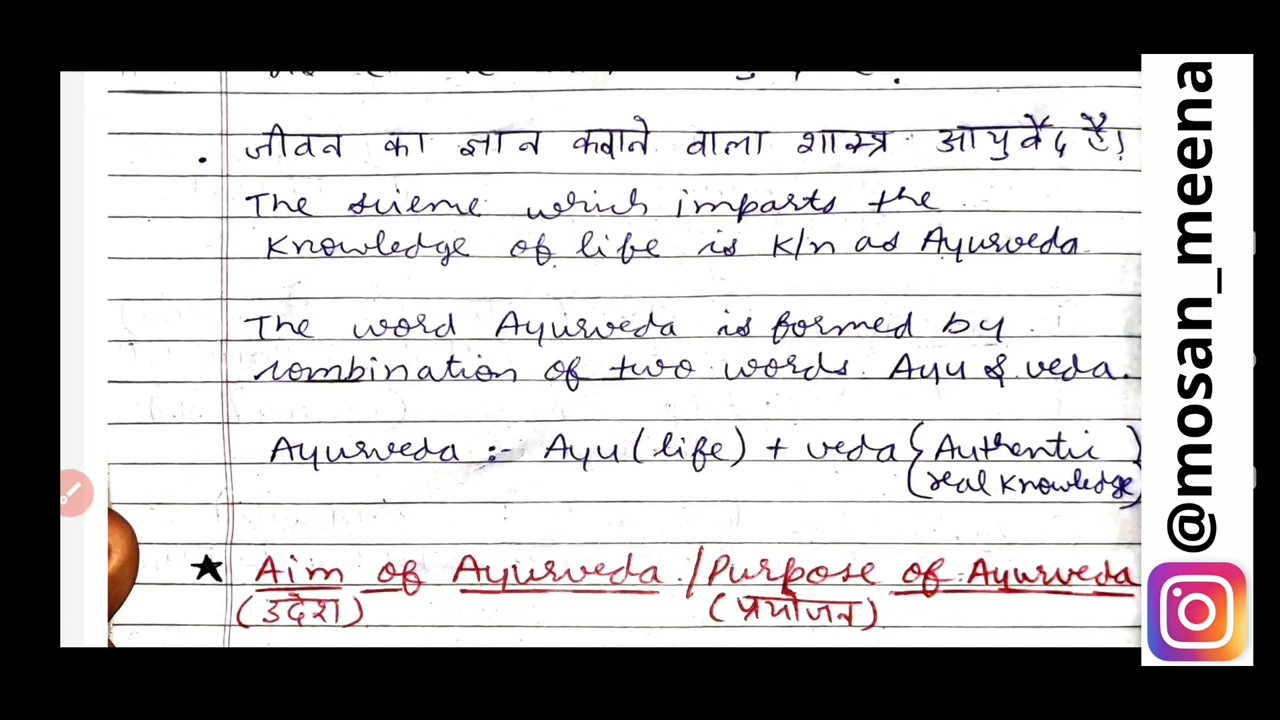 जीवन का ज्ञान कराने वाला शास्त्र आयुर्वेद है।
The science which imparts the
Knowledge of life is K/n as Ayurveda.
The word Ayurveda is formed by
combination of two words. Ayu & veda.
Ayurveda :- Ayu (life) + veda {Authentic}
(real Knowledge)
★ Aim of Ayurveda / Purpose of Ayurveda
(उदेश) (प्रयोजन)
@mosan_meena